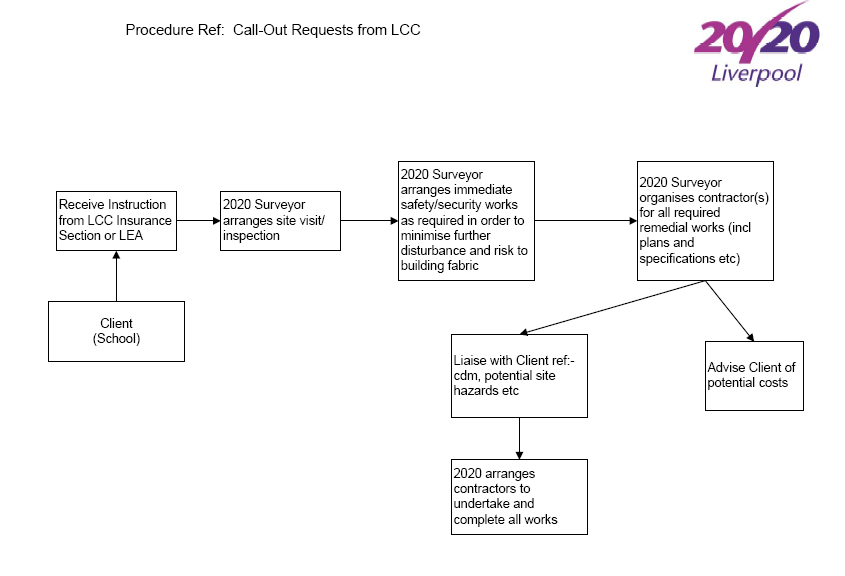 Procedure Ref:  Call-Out Requests from LCC
20/20
Liverpool
Receive Instruction
from LCC Insurance
Section or LEA
2020 Surveyor
arranges site visit/
inspection
2020 Surveyor
arranges immediate
safety/security works
as required in order to
minimise further
disturbance and risk to
building fabric
2020 Surveyor
organises contractor(s)
for all required
remedial works (incl
plans and
specifications etc)
Client
(School)
Liaise with Client ref:-
cdm, potential site
hazards etc
Advise Client of
potential costs
2020 arranges
contractors to
undertake and
complete all works